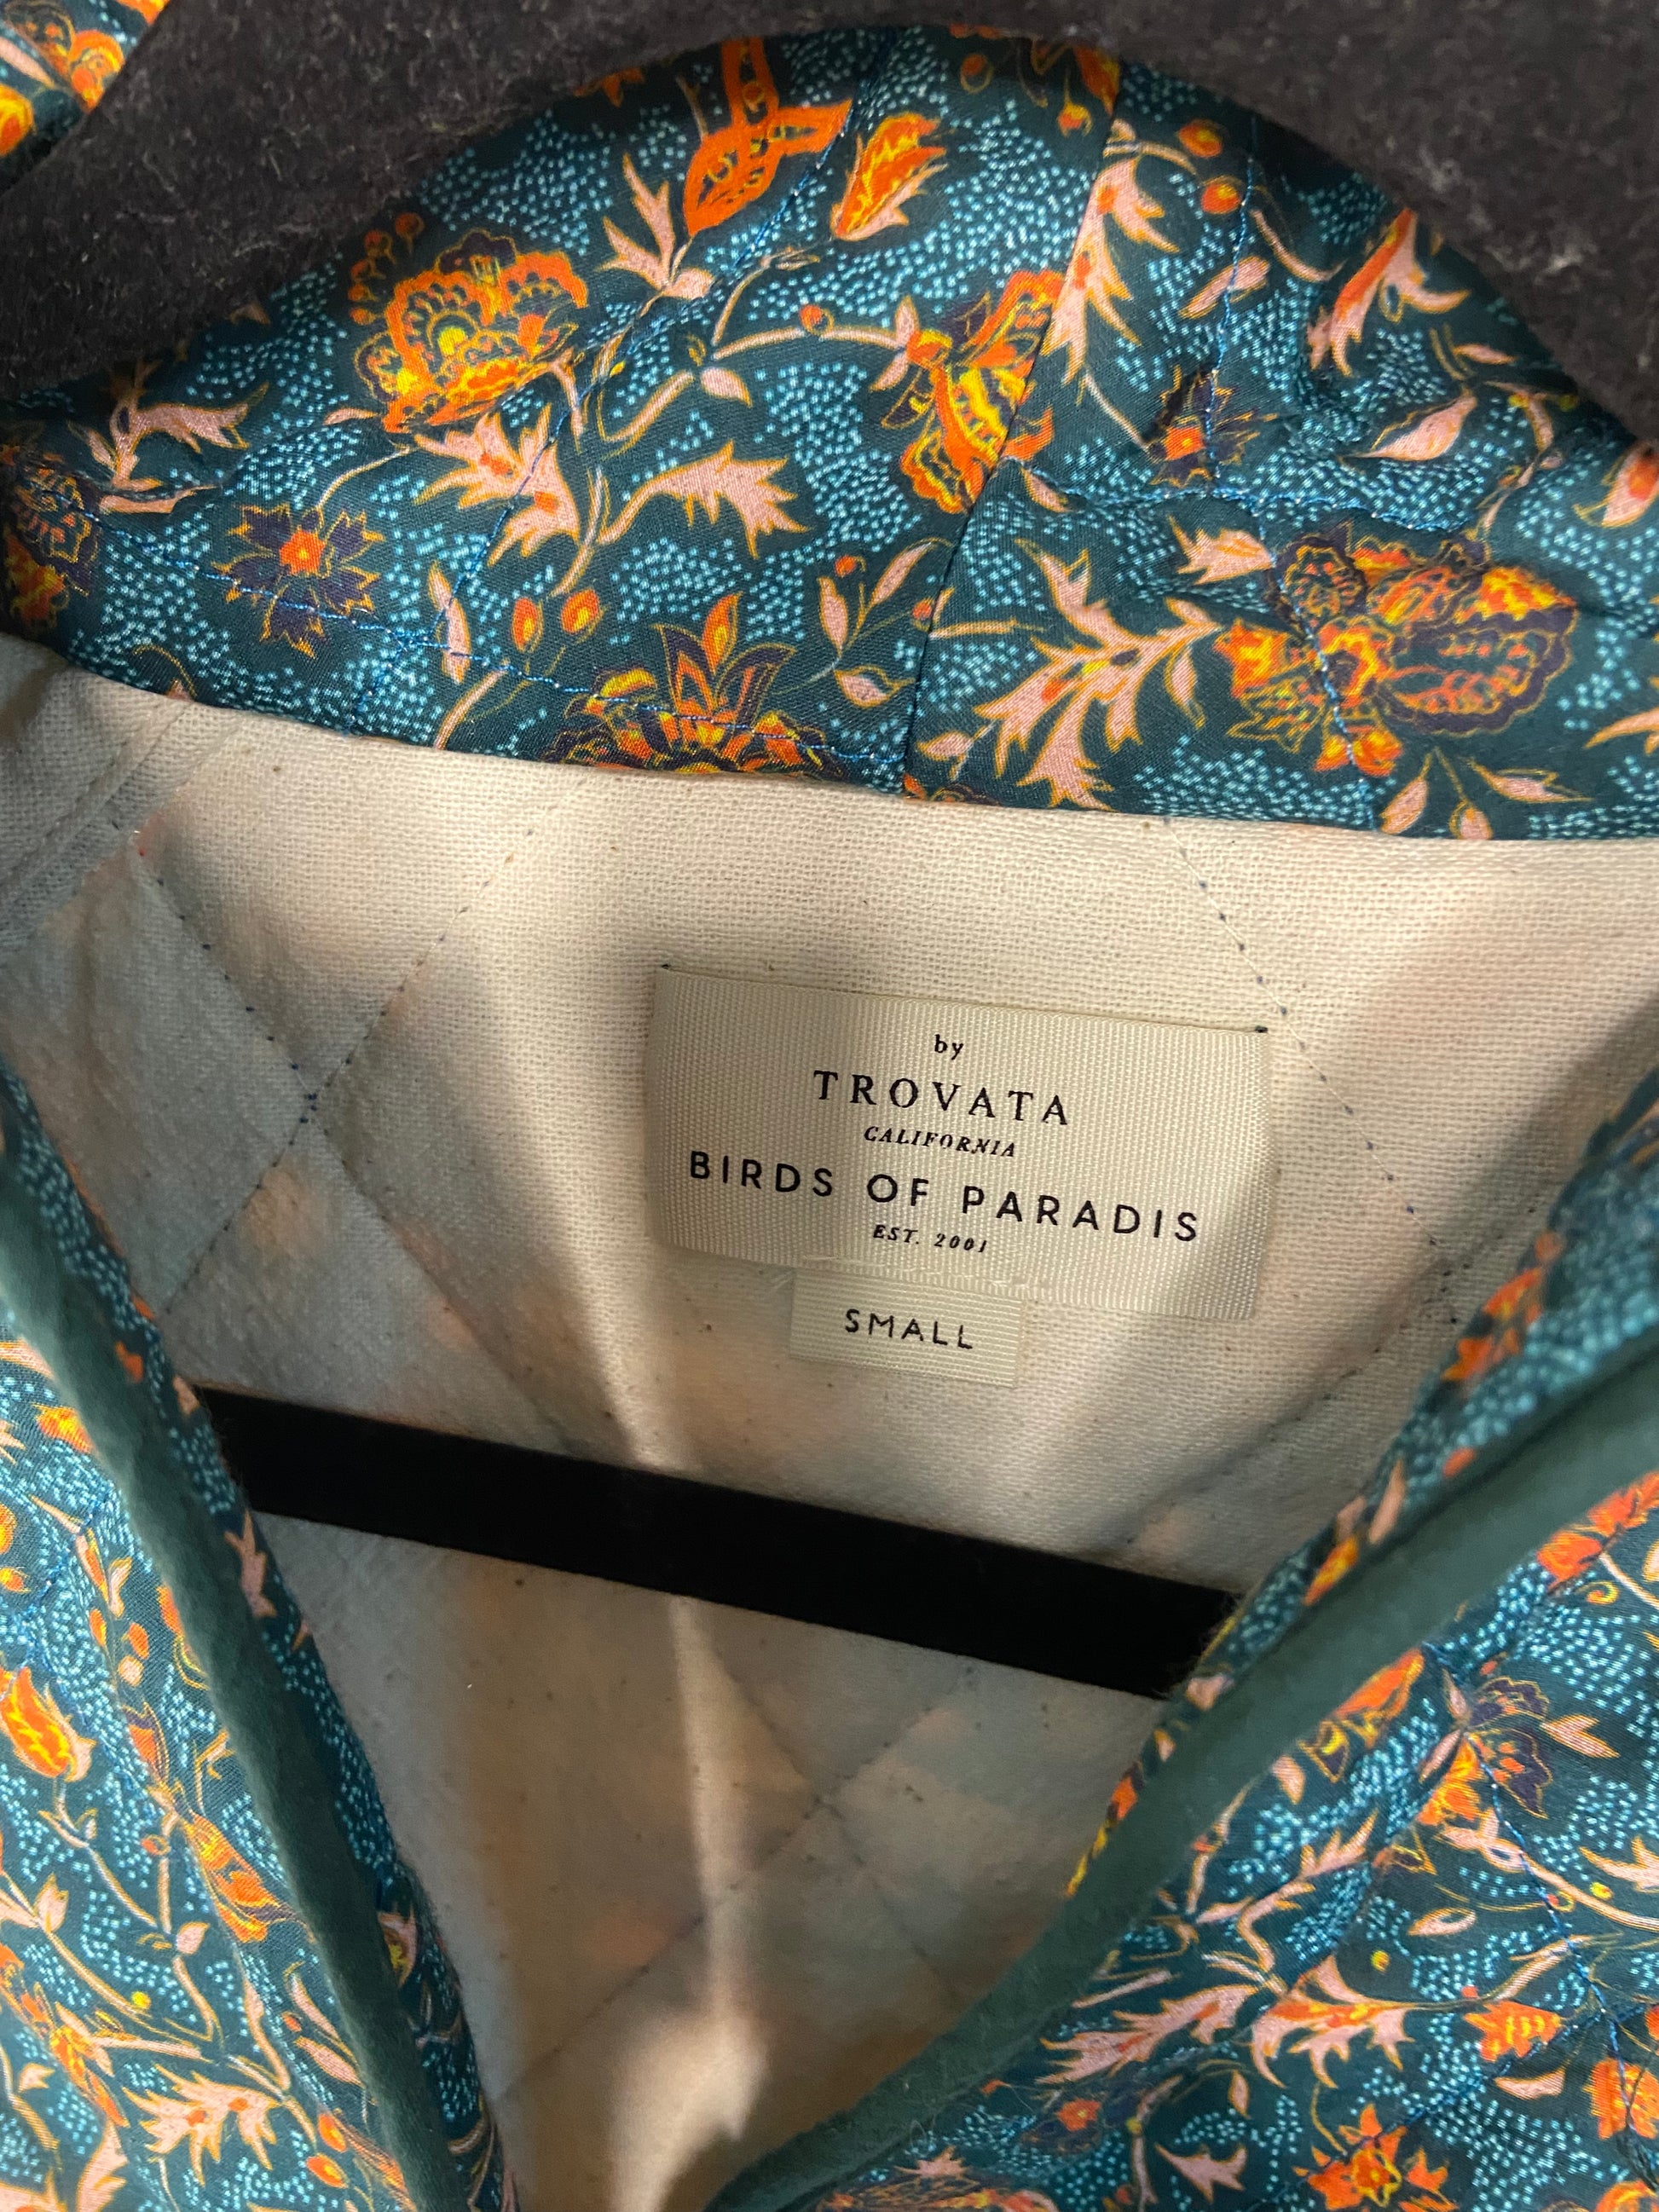 by
TROVATA
CALIFORNIA
BIRDS OF PARADIS
EST. 2001
SMALL